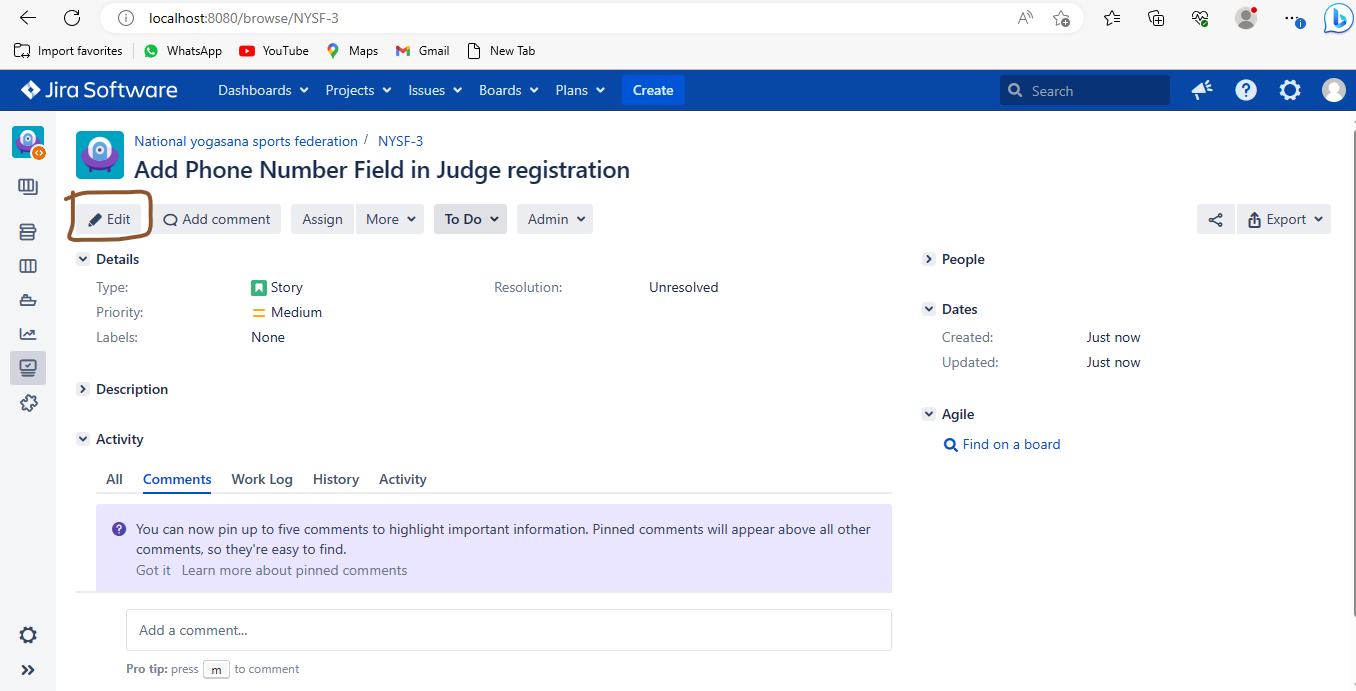 localhost:8080/browse/NYSF-3
Import favorites WhatsApp YouTube Maps Gmail New Tab
Jira Software Dashboards Projects Issues Boards Plans Create Search
National yogasana sports federation / NYSF-3
Add Phone Number Field in Judge registration
Edit Add comment Assign More To Do Admin Export
Details
Type: Story Resolution: Unresolved
Priority: Medium
Labels: None
Description
Activity
All Comments Work Log History Activity
You can now pin up to five comments to highlight important information. Pinned comments will appear above all other
comments, so they're easy to find.
Got it Learn more about pinned comments
Add a comment...
Pro tip: press m to comment
People
Dates
Created: Just now
Updated: Just now
Agile
Find on a board